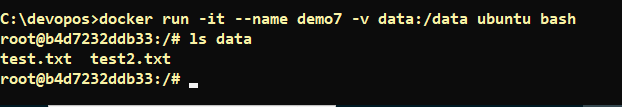 C:\devopos>docker run -it --name demo7 -v data:/data ubuntu bash
root@b4d7232ddb33:/# ls data
test.txt  test2.txt
root@b4d7232ddb33:/#